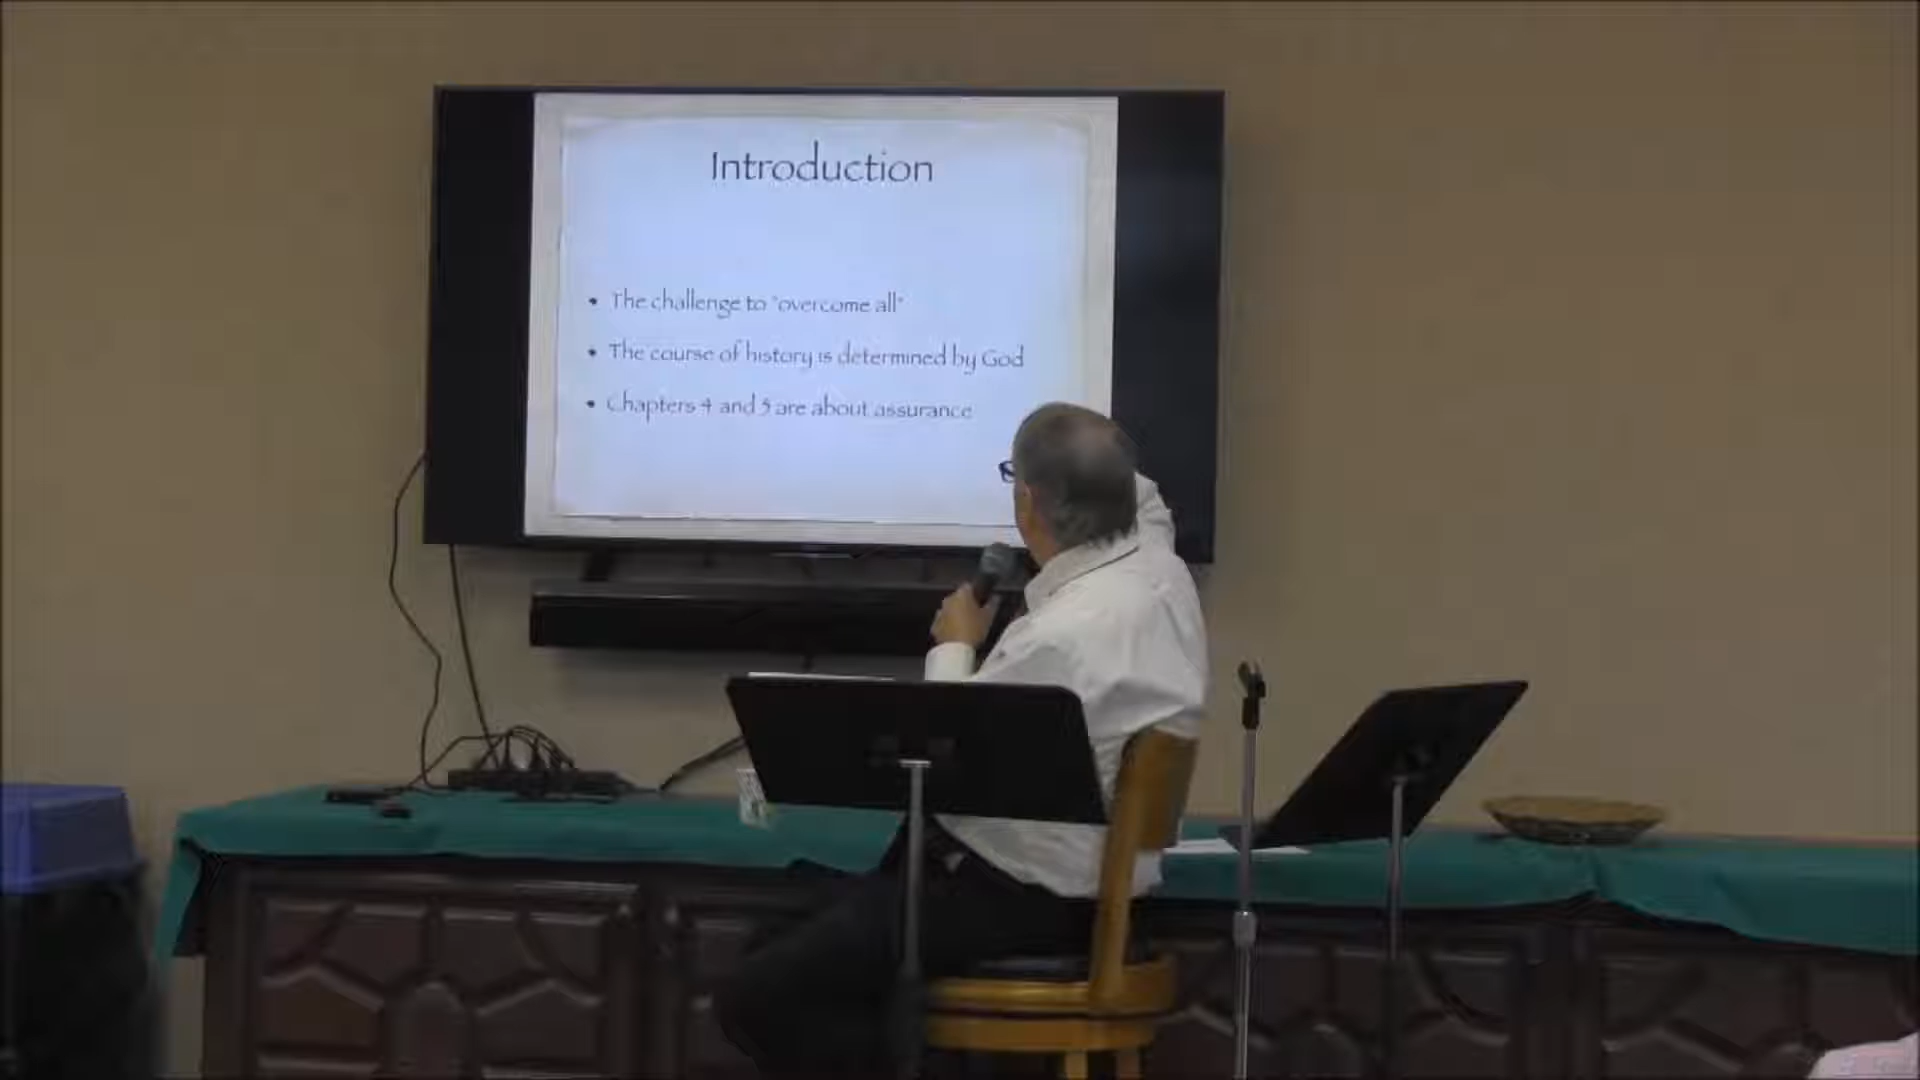 Introduction
• The challenge to "overcome all"
• The course of history is determined by God
• Chapters 4 and 5 are about assurance